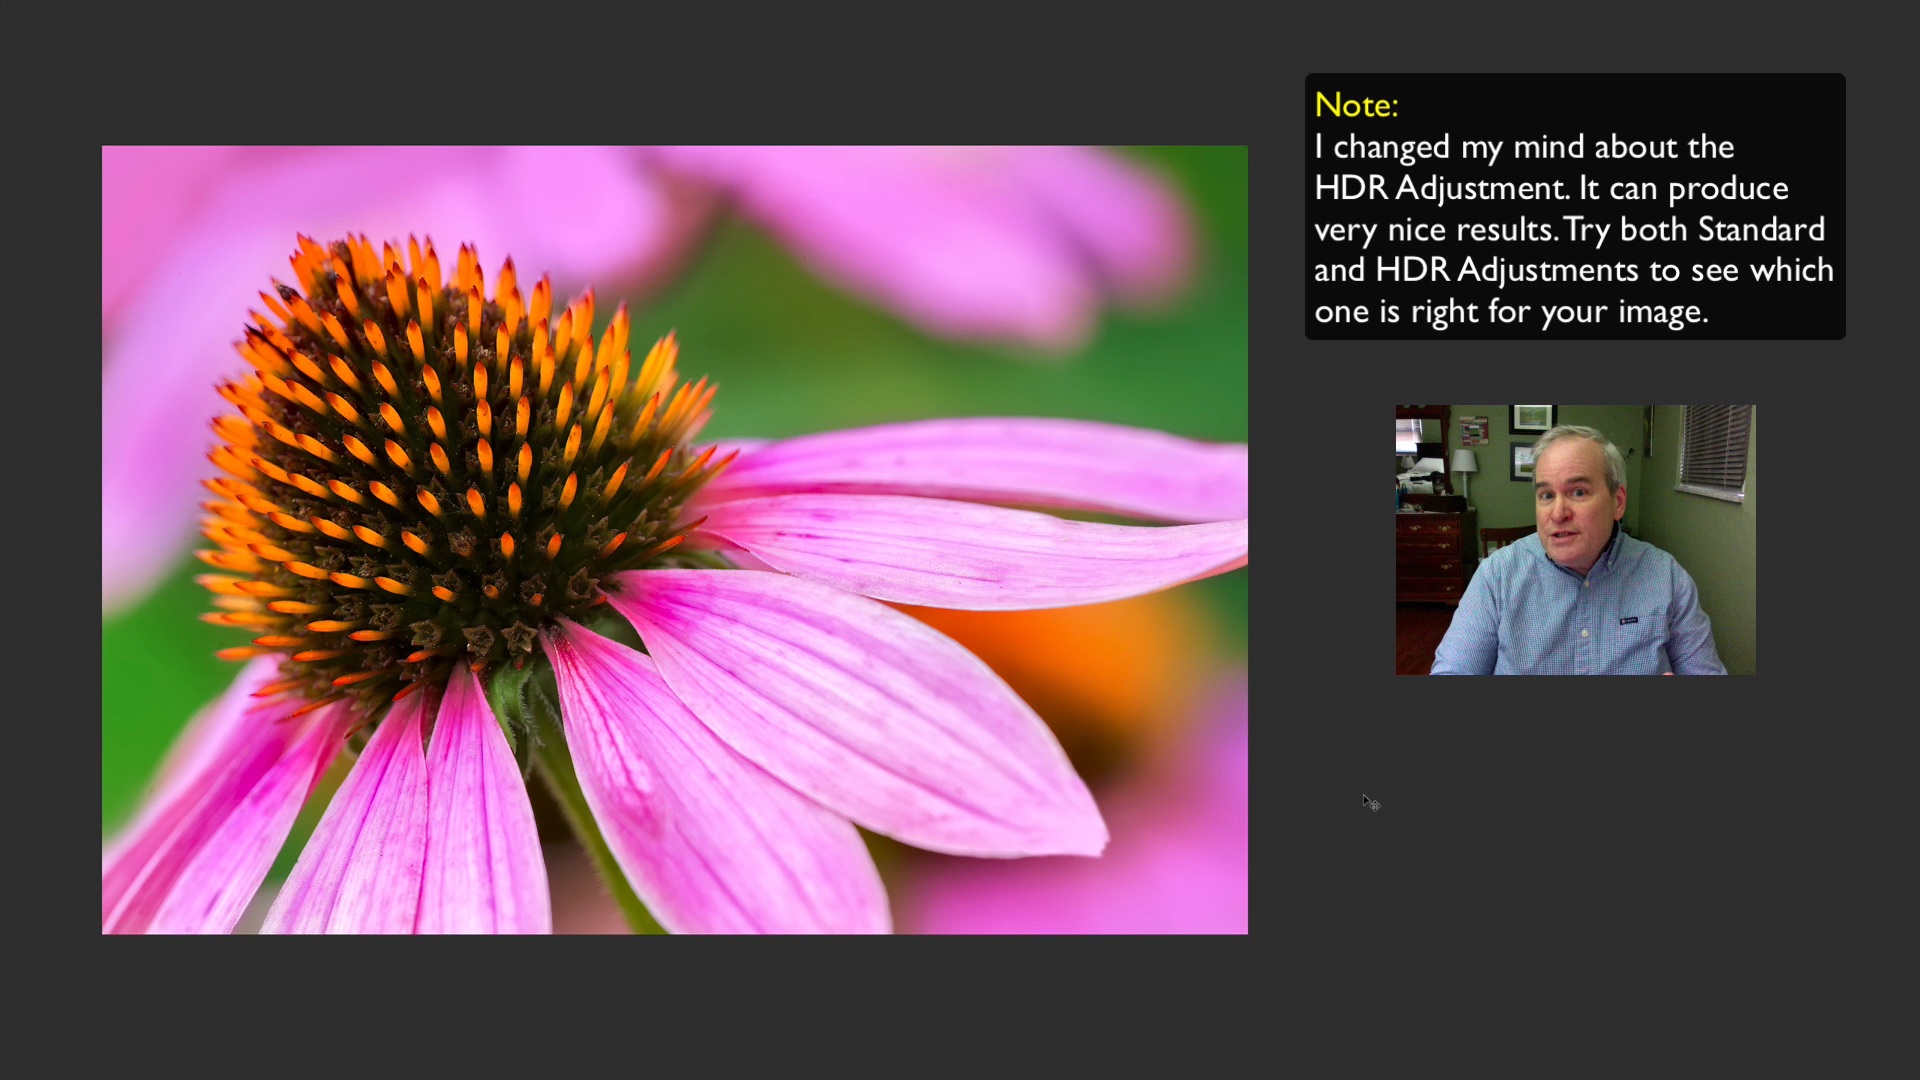 Note:
I changed my mind about the
HDR Adjustment. It can produce
very nice results. Try both Standard
and HDR Adjustments to see which
one is right for your image.